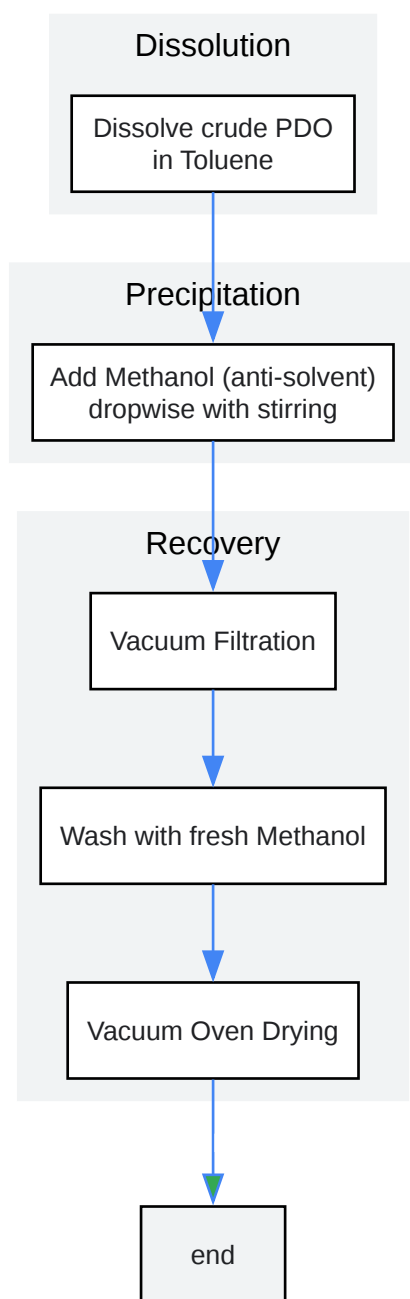 Dissolution
Dissolve crude PDO
in Toluene
Precipitation
Add Methanol (anti-solvent)
dropwise with stirring
Recovery
Vacuum Filtration
Wash with fresh Methanol
Vacuum Oven Drying
end